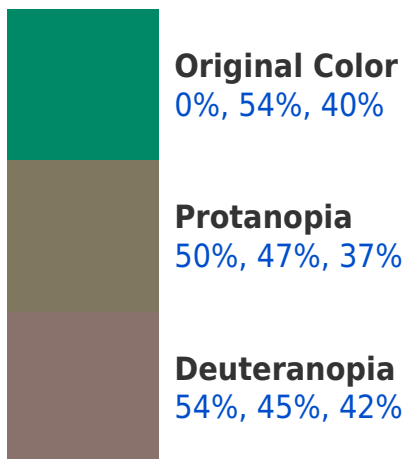 Original Color
0%, 54%, 40%
Protanopia
50%, 47%, 37%
Deuteranopia
54%, 45%, 42%